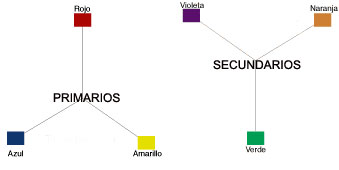 Rojo
PRIMARIOS
Azul
Amarillo
Violeta
Naranja
SECUNDARIOS
Verde